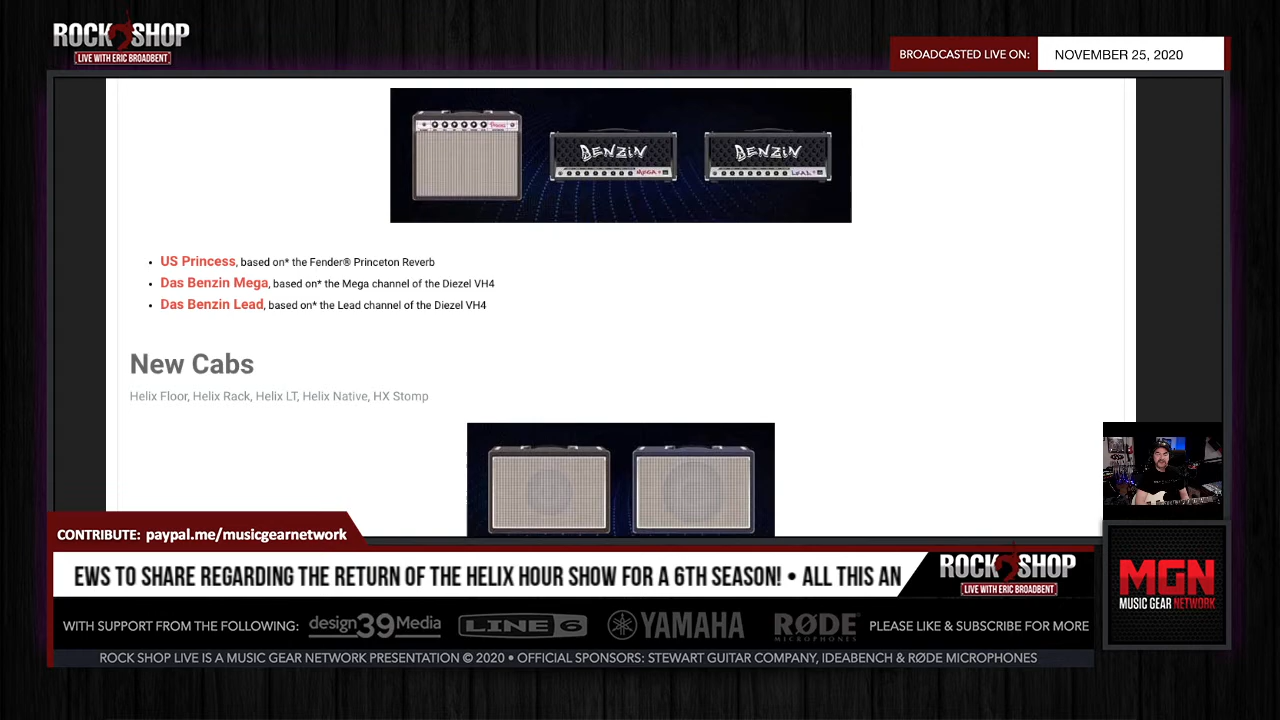 ROCK SHOP
LIVE WITH ERIC BROADBENT
BROADCASTED LIVE ON: NOVEMBER 25, 2020
BENZIN BENZIN
MEGA LEAD
US Princess, based on* the Fender® Princeton Reverb
Das Benzin Mega, based on* the Mega channel of the Diezel VH4
Das Benzin Lead, based on* the Lead channel of the Diezel VH4
New Cabs
Helix Floor, Helix Rack, Helix LT, Helix Native, HX Stomp
CONTRIBUTE: paypal.me/musicgearnetwork
EWS TO SHARE REGARDING THE RETURN OF THE HELIX HOUR SHOW FOR A 6TH SEASON! • ALL THIS AN
ROCK SHOP
LIVE WITH ERIC BROADBENT
MGN
MUSIC GEAR NETWORK
WITH SUPPORT FROM THE FOLLOWING: design39Media LINE 6 YAMAHA RØDE MICROPHONES PLEASE LIKE & SUBSCRIBE FOR MORE
ROCK SHOP LIVE IS A MUSIC GEAR NETWORK PRESENTATION © 2020 • OFFICIAL SPONSORS: STEWART GUITAR COMPANY, IDEABENCH & RØDE MICROPHONES